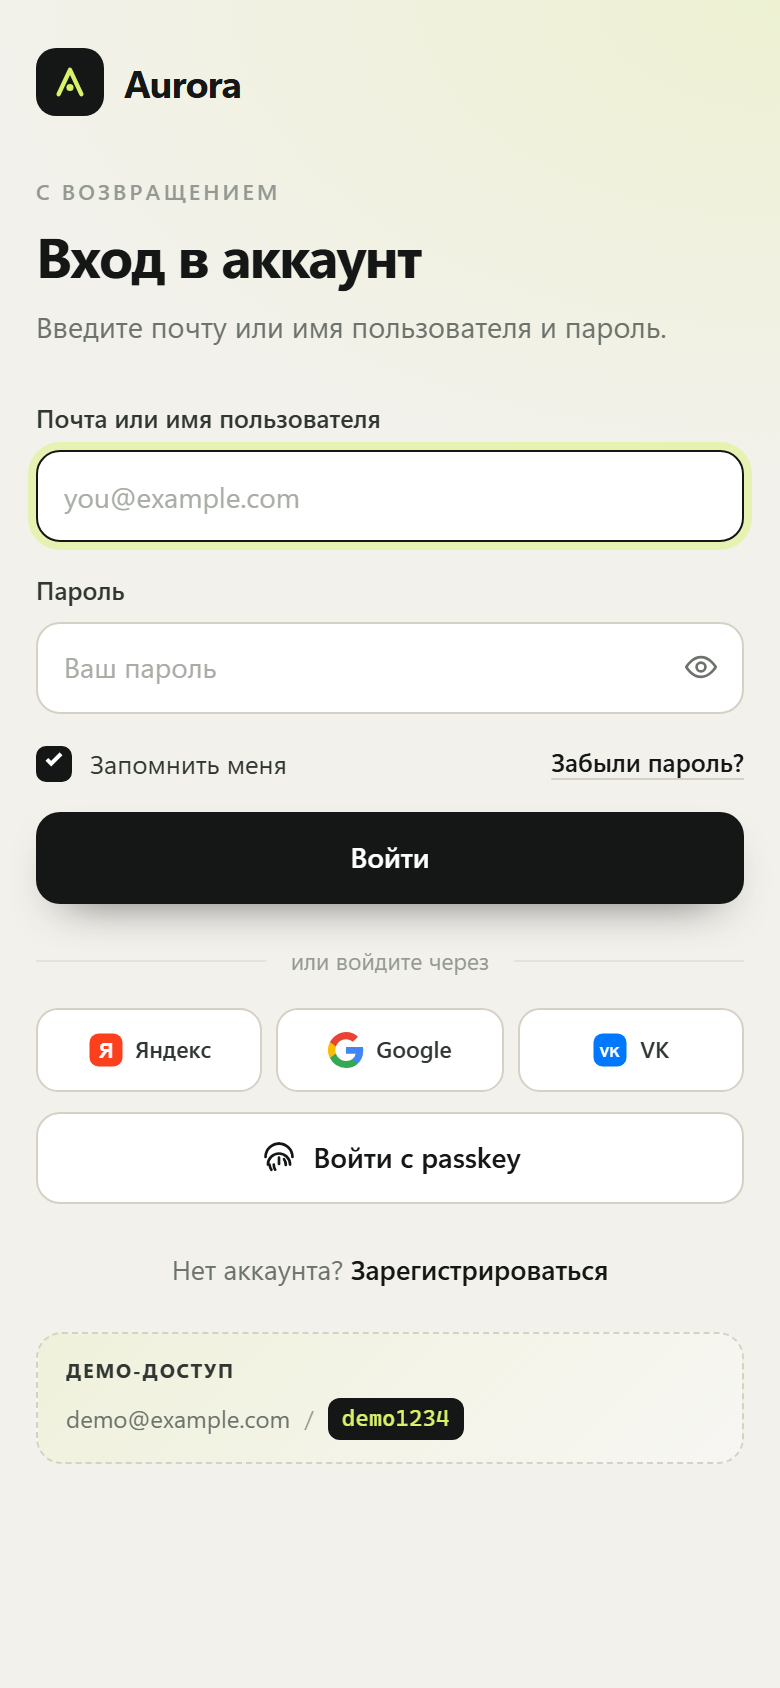 Aurora
С ВОЗВРАЩЕНИЕМ
Вход в аккаунт
Введите почту или имя пользователя и пароль.
Почта или имя пользователя
you@example.com
Пароль
Ваш пароль
Запомнить меня Забыли пароль?
Войти
или войдите через
Я Яндекс G Google VK VK
Войти с passkey
Нет аккаунта? Зарегистрироваться
ДЕМО-ДОСТУП
demo@example.com / demo1234